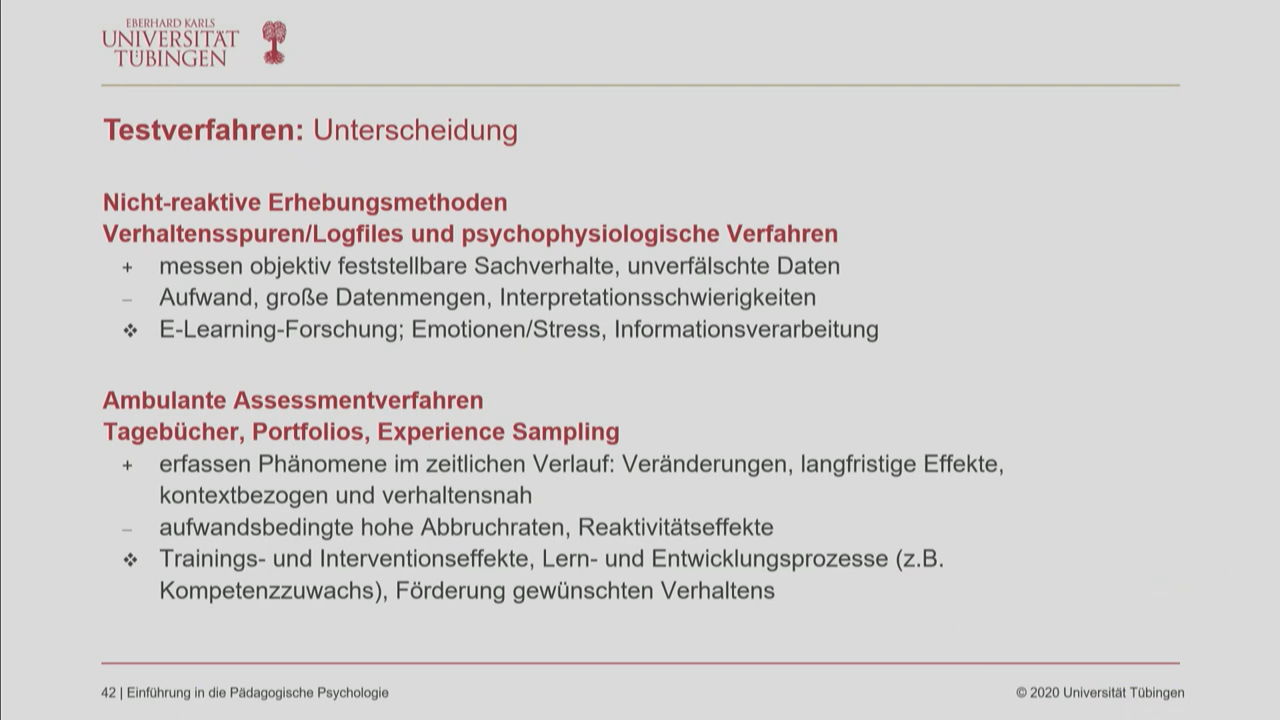 EBERHARD KARLS
UNIVERSITÄT
TÜBINGEN
Testverfahren: Unterscheidung
Nicht-reaktive Erhebungsmethoden
Verhaltensspuren/Logfiles und psychophysiologische Verfahren
+ messen objektiv feststellbare Sachverhalte, unverfälschte Daten
– Aufwand, große Datenmengen, Interpretationsschwierigkeiten
❖ E-Learning-Forschung; Emotionen/Stress, Informationsverarbeitung
Ambulante Assessmentverfahren
Tagebücher, Portfolios, Experience Sampling
+ erfassen Phänomene im zeitlichen Verlauf: Veränderungen, langfristige Effekte,
kontextbezogen und verhaltensnah
– aufwandsbedingte hohe Abbruchraten, Reaktivitätseffekte
❖ Trainings- und Interventionseffekte, Lern- und Entwicklungsprozesse (z.B.
Kompetenzzuwachs), Förderung gewünschten Verhaltens
42 | Einführung in die Pädagogische Psychologie
© 2020 Universität Tübingen